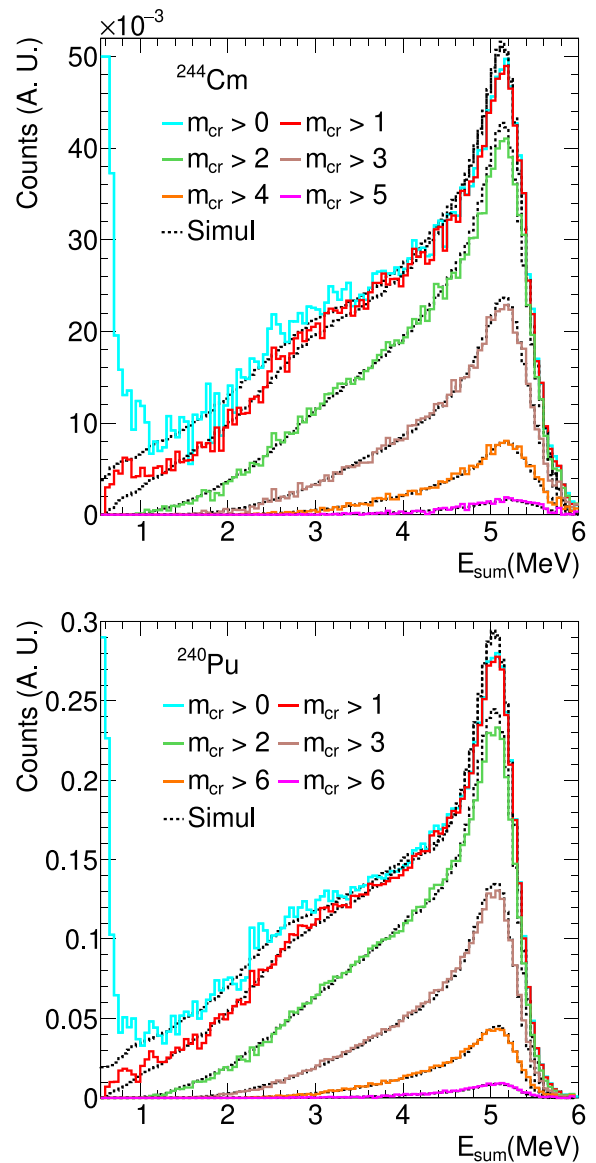 ×10⁻³
50
40
30
20
10
0
Counts (A. U.)
²⁴⁴Cm
m_cr > 0 m_cr > 1
m_cr > 2 m_cr > 3
m_cr > 4 m_cr > 5
Simul
1 2 3 4 5 6
E_sum(MeV)
0.3
0.25
0.2
0.15
0.1
0.05
0
Counts (A. U.)
²⁴⁰Pu
m_cr > 0 m_cr > 1
m_cr > 2 m_cr > 3
m_cr > 6 m_cr > 6
Simul
1 2 3 4 5 6
E_sum(MeV)